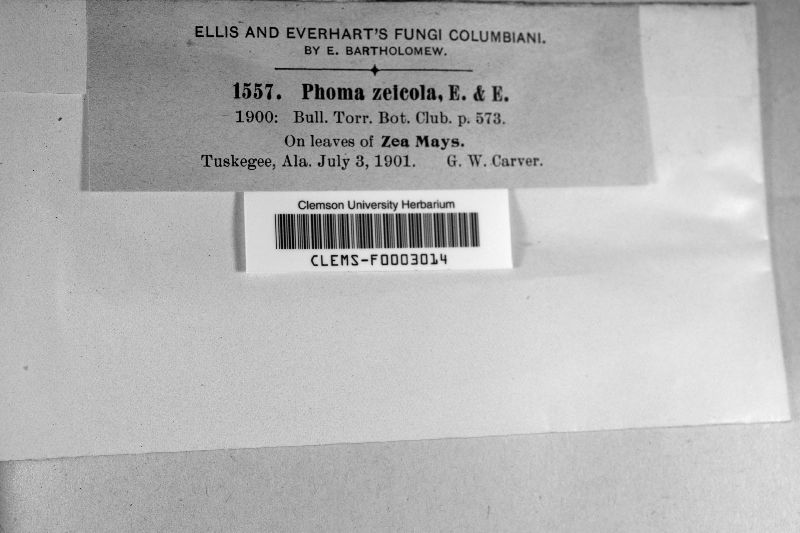 ELLIS AND EVERHART'S FUNGI COLUMBIANI.
BY E. BARTHOLOMEW.
1557. Phoma zeicola, E. & E.
1900: Bull. Torr. Bot. Club. p. 573.
On leaves of Zea Mays.
Tuskegee, Ala. July 3, 1901. G. W. Carver.
Clemson University Herbarium
CLEMS-F0003014